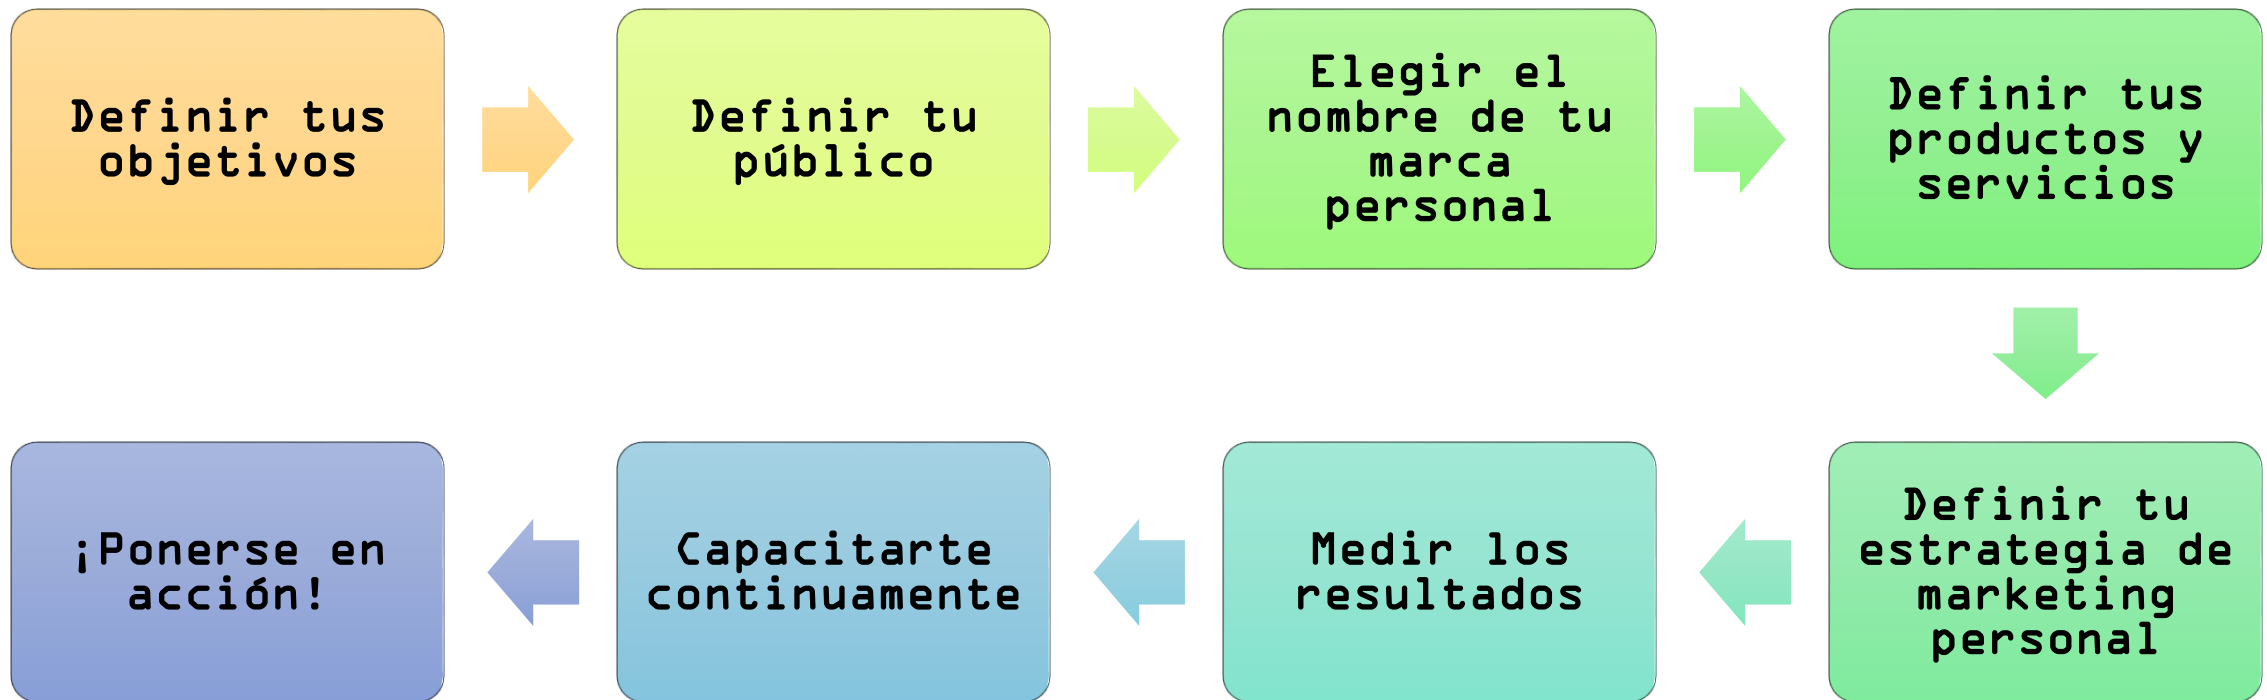 Definir tus
objetivos
Definir tu
público
Elegir el
nombre de tu
marca
personal
Definir tus
productos y
servicios
Definir tu
estrategia de
marketing
personal
Medir los
resultados
Capacitarte
continuamente
¡Ponerse en
acción!